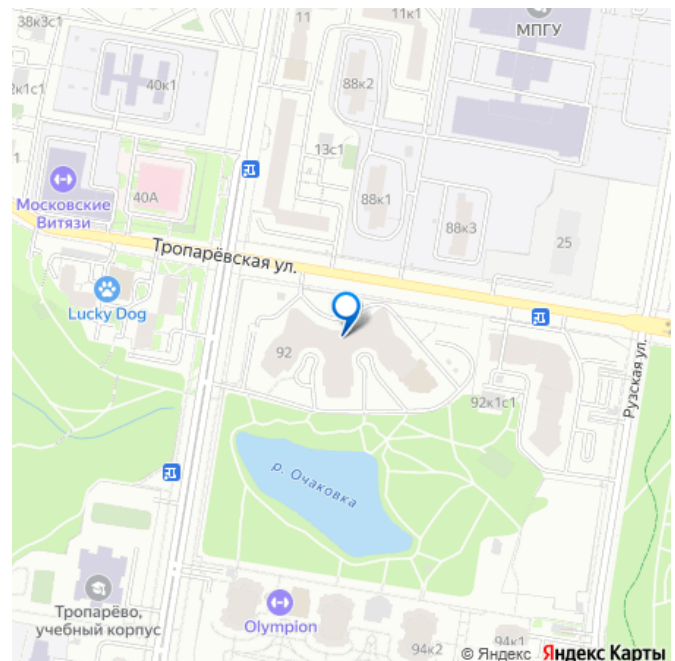 38к3с1
11
11к1
МПГУ
40к1
88к2
13с1
Московские
Витязи
40А
88к1
88к3
25
Тропарёвская ул.
Lucky Dog
92
92к1с1
Рузская ул.
р. Очаковка
Тропарёво,
учебный корпус
Olympion
94к2
94к1
© Яндекс Яндекс Карты